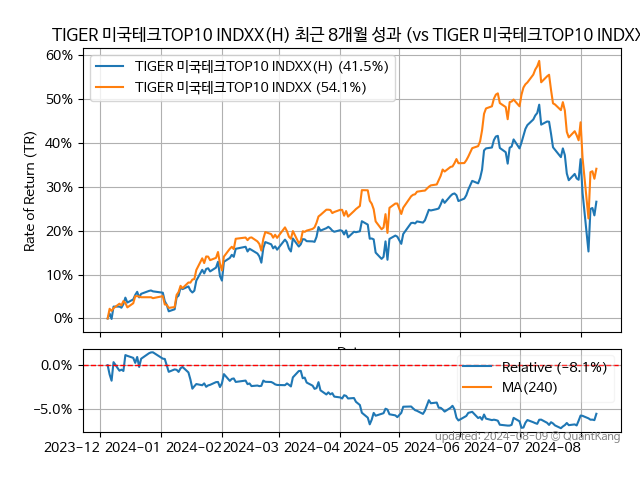 TIGER 미국테크TOP10 INDXX(H) 최근 8개월 성과 (vs TIGER 미국테크TOP10 INDXX
60%
50%
40%
30%
20%
10%
0%
Rate of Return (TR)
TIGER 미국테크TOP10 INDXX(H) (41.5%)
TIGER 미국테크TOP10 INDXX (54.1%)
0.0%
-5.0%
Relative (-8.1%)
MA(240)
2023-12 2024-01 2024-02 2024-03 2024-04 2024-05 2024-06 2024-07 2024-08
updated: 2024-08-09 © QuantKang